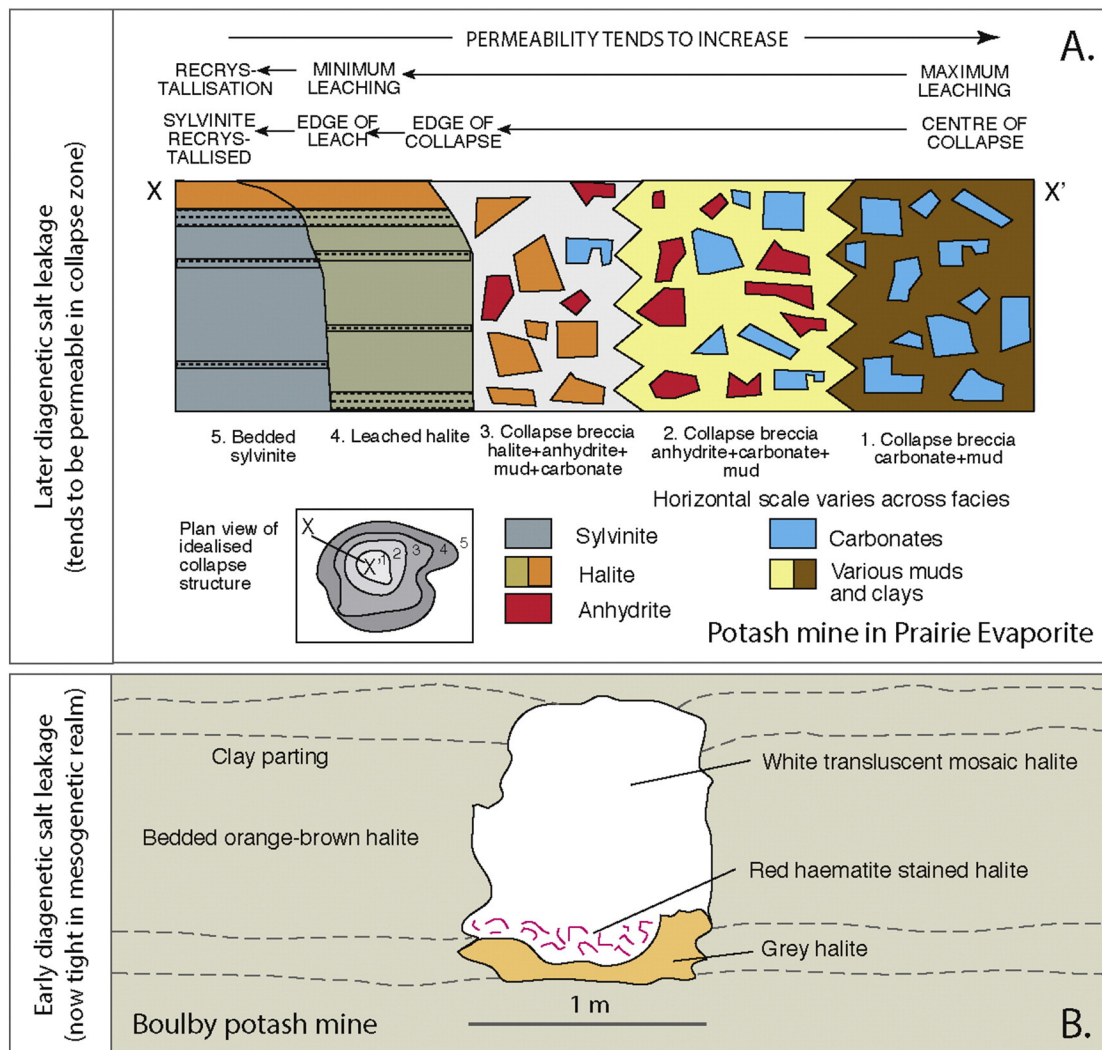 Later diagenetic salt leakage
(tends to be permeable in collapse zone)
PERMEABILITY TENDS TO INCREASE
A.
RECRYS-
TALLISATION
MINIMUM
LEACHING
MAXIMUM
LEACHING
SYLVINITE
RECRYS-
TALLISED
EDGE OF
LEACH
EDGE OF
COLLAPSE
CENTRE OF
COLLAPSE
X
X'
5. Bedded
sylvinite
4. Leached halite
3. Collapse breccia
halite+anhydrite+
mud+carbonate
2. Collapse breccia
anhydrite+carbonate+
mud
1. Collapse breccia
carbonate+mud
Horizontal scale varies across facies
Plan view of
idealised
collapse
structure
X
X'
1
2
3
4
5
Sylvinite
Halite
Anhydrite
Carbonates
Various muds
and clays
Potash mine in Prairie Evaporite
Early diagenetic salt leakage
(now tight in mesogenetic realm)
Clay parting
White transluscent mosaic halite
Bedded orange-brown halite
Red haematite stained halite
Grey halite
1 m
Boulby potash mine
B.